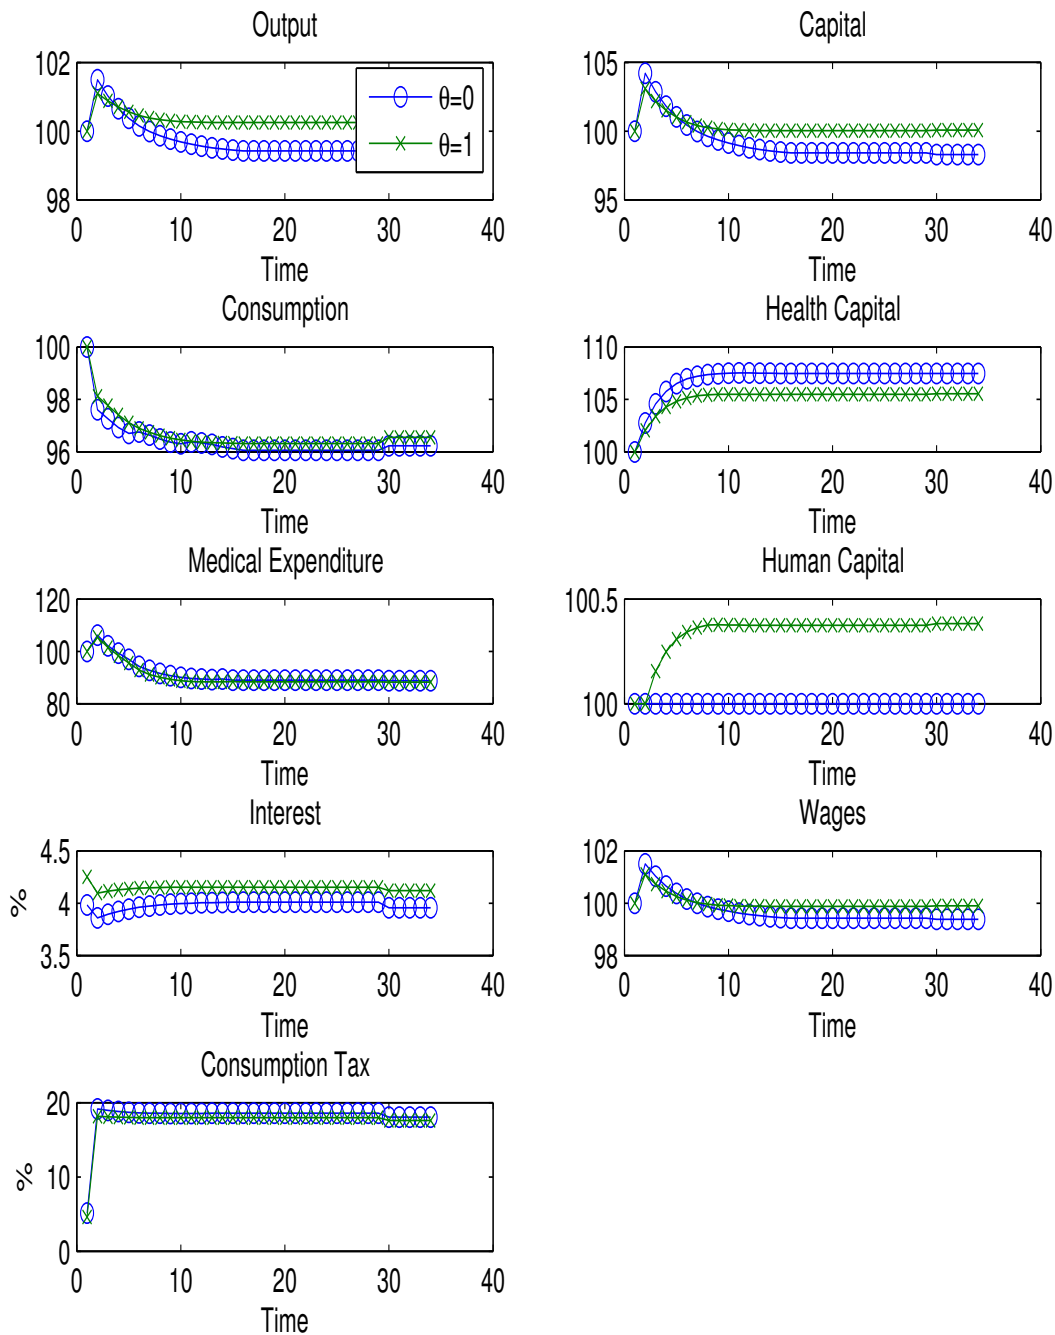 Output
102
100
98
0 10 20 30 40
Time
θ=0
θ=1
Capital
105
100
95
0 10 20 30 40
Time
Consumption
100
98
96
0 10 20 30 40
Time
Health Capital
110
105
100
0 10 20 30 40
Time
Medical Expenditure
120
100
80
0 10 20 30 40
Time
Human Capital
100.5
100
0 10 20 30 40
Time
Interest
%
4.5
4
3.5
0 10 20 30 40
Time
Wages
102
100
98
0 10 20 30 40
Time
Consumption Tax
%
20
10
0
0 10 20 30 40
Time